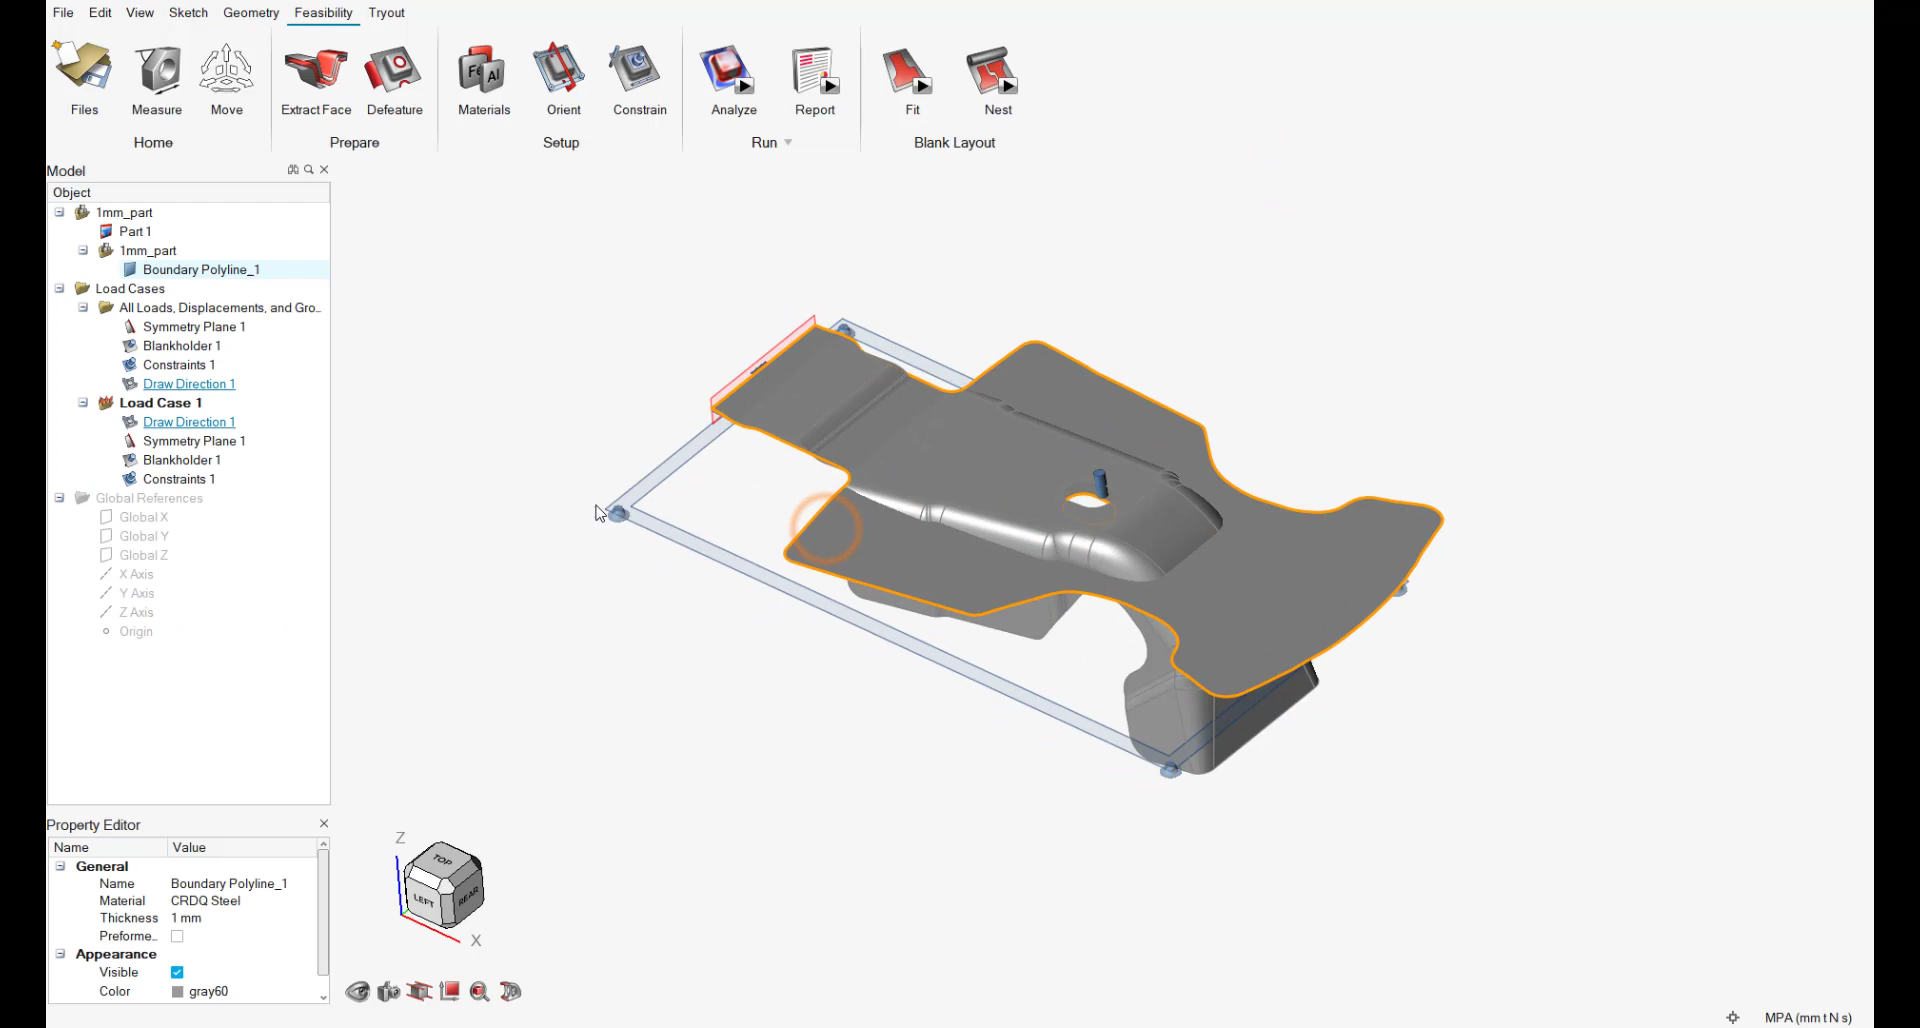 File Edit View Sketch Geometry Feasibility Tryout
Fe Al
Files Measure Move Extract Face Defeature Materials Orient Constrain Analyze Report Fit Nest
Home Prepare Setup Run Blank Layout
Model
Object
1mm_part
Part 1
1mm_part
Boundary Polyline_1
Load Cases
All Loads, Displacements, and Gro...
Symmetry Plane 1
Blankholder 1
Constraints 1
Draw Direction 1
Load Case 1
Draw Direction 1
Symmetry Plane 1
Blankholder 1
Constraints 1
Global References
Global X
Global Y
Global Z
X Axis
Y Axis
Z Axis
Origin
Property Editor
Name Value
General
Name Boundary Polyline_1
Material CRDQ Steel
Thickness 1 mm
Preforme...
Appearance
Visible
Color gray60
Z
TOP
LEFT REAR
X
MPA (mm t N s)